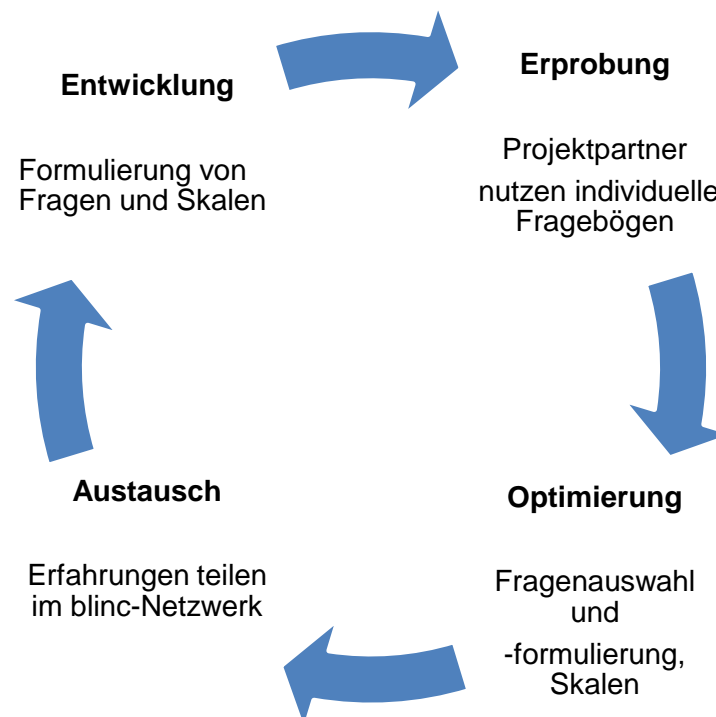 Entwicklung
Formulierung von
Fragen und Skalen
Erprobung
Projektpartner
nutzen individuelle
Fragebögen
Optimierung
Fragenauswahl
und
-formulierung,
Skalen
Austausch
Erfahrungen teilen
im blinc-Netzwerk